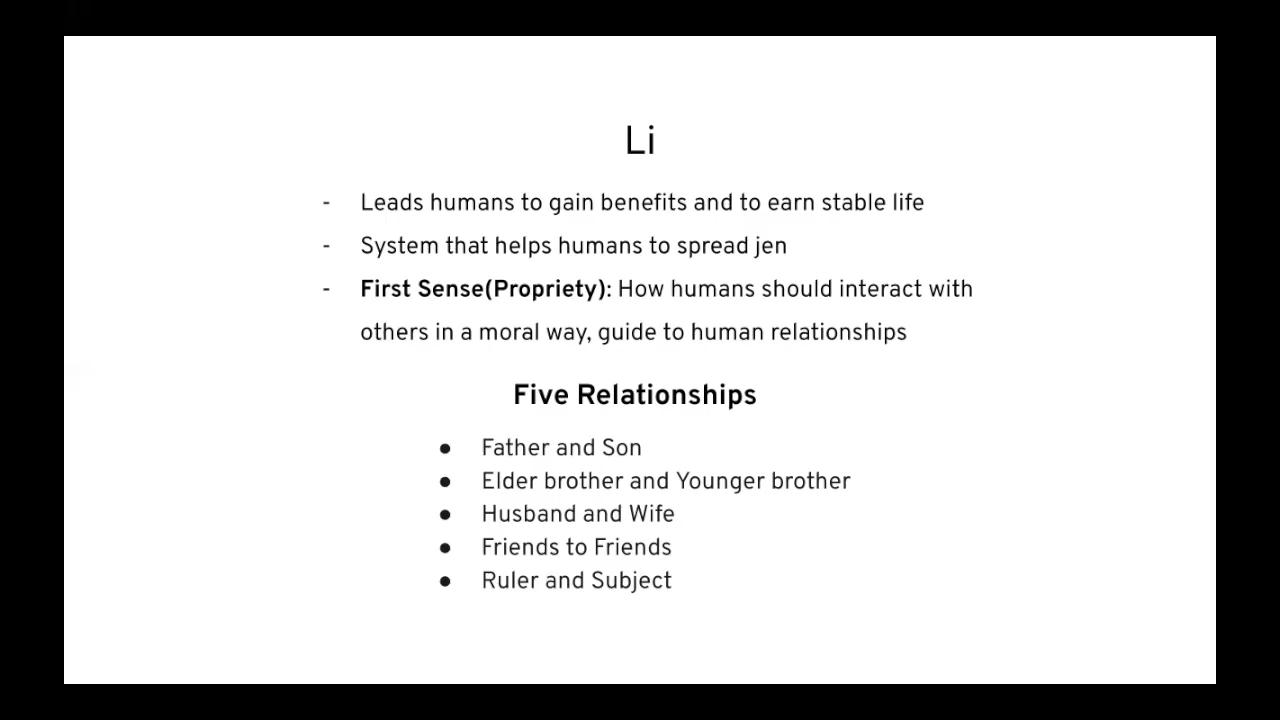 Li
- Leads humans to gain benefits and to earn stable life
- System that helps humans to spread jen
- First Sense(Propriety): How humans should interact with
others in a moral way, guide to human relationships
Five Relationships
● Father and Son
● Elder brother and Younger brother
● Husband and Wife
● Friends to Friends
● Ruler and Subject